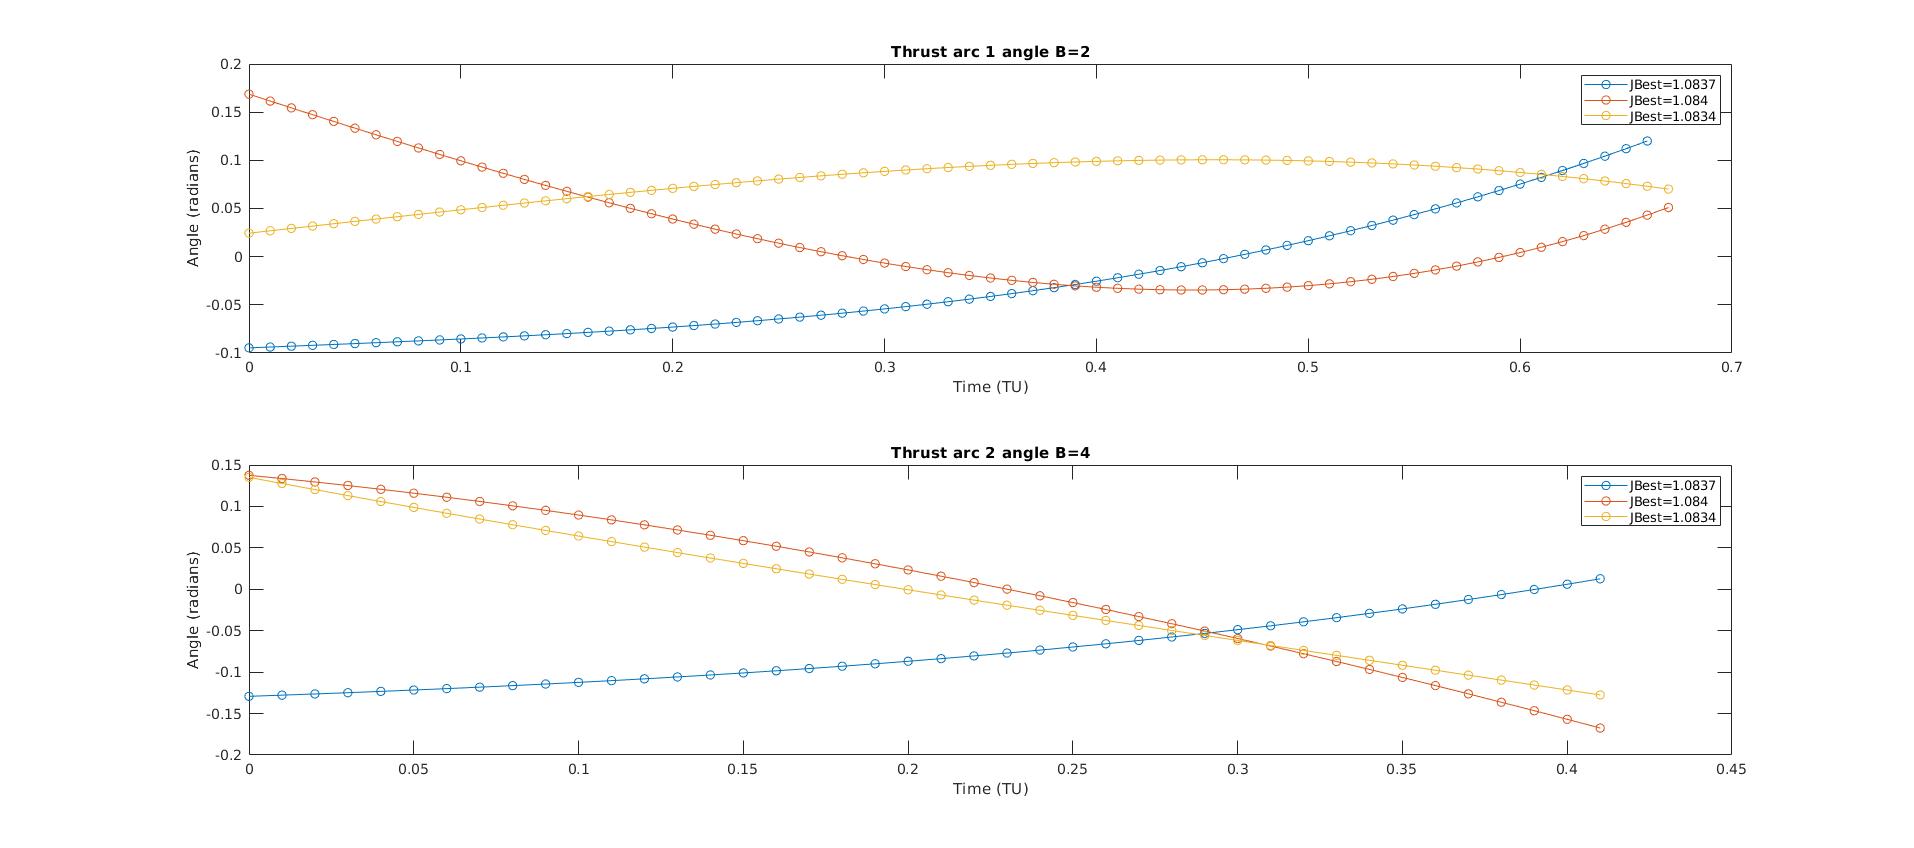 Thrust arc 1 angle B=2
0.2
0.15
0.1
0.05
0
-0.05
-0.1
Angle (radians)
JBest=1.0837
JBest=1.084
JBest=1.0834
0 0.1 0.2 0.3 0.4 0.5 0.6 0.7
Time (TU)
Thrust arc 2 angle B=4
0.15
0.1
0.05
0
-0.05
-0.1
-0.15
-0.2
Angle (radians)
JBest=1.0837
JBest=1.084
JBest=1.0834
0 0.05 0.1 0.15 0.2 0.25 0.3 0.35 0.4 0.45
Time (TU)